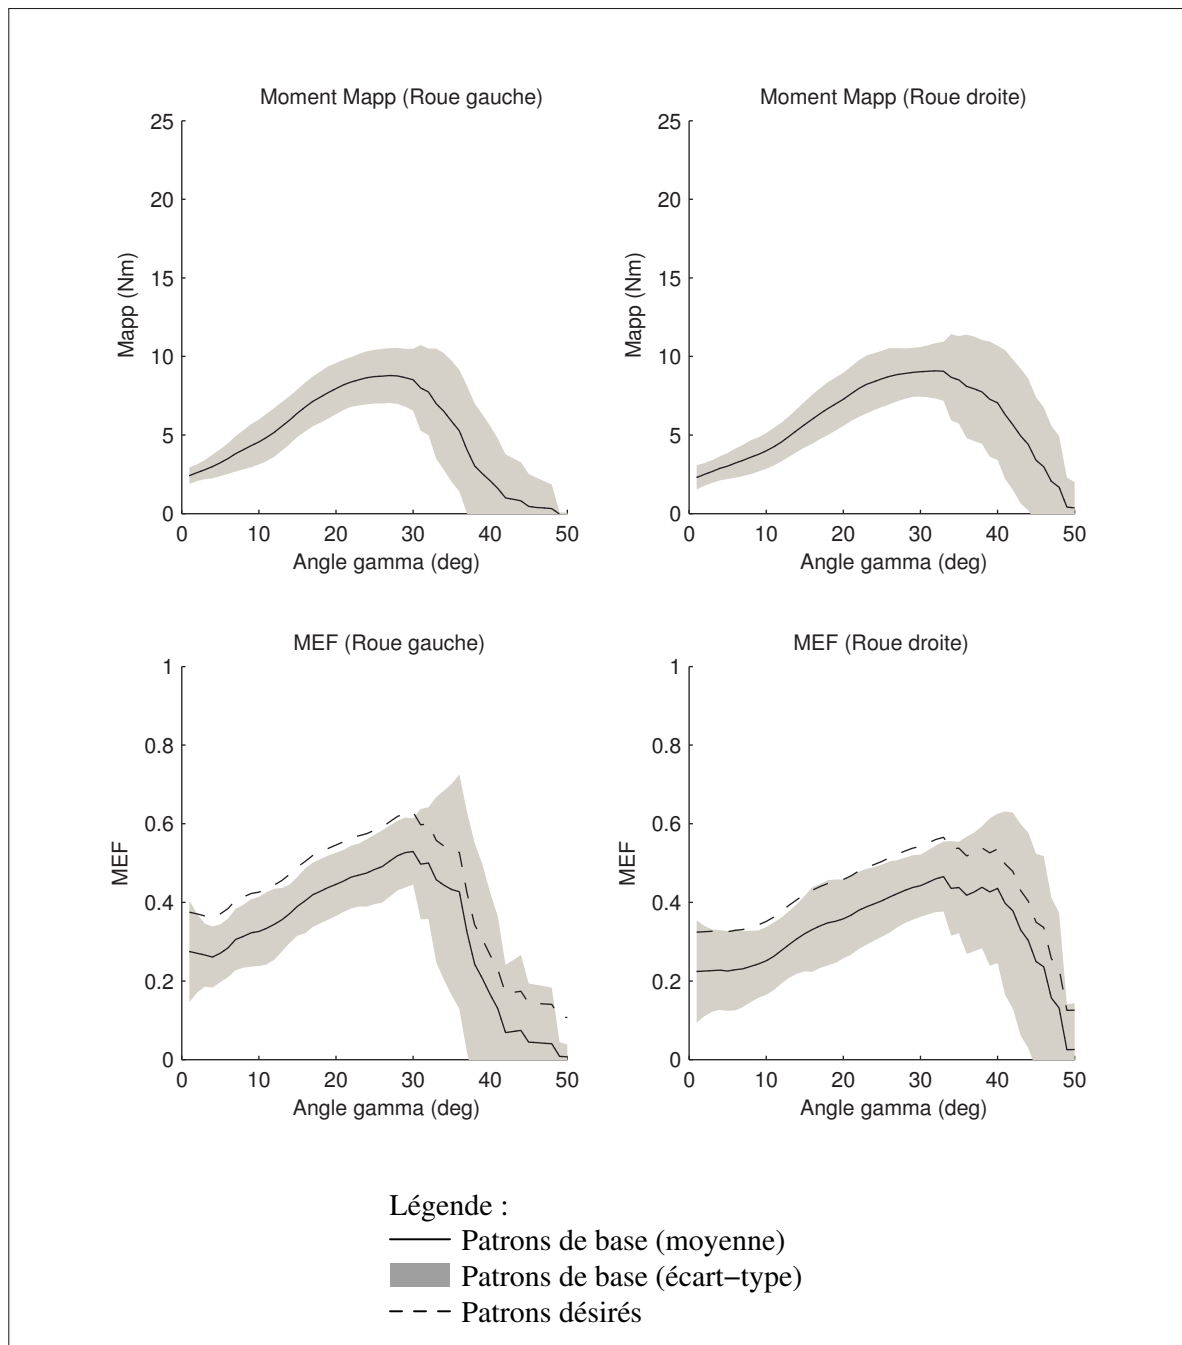 Moment Mapp (Roue gauche)
25
20
15
10
5
0
Mapp (Nm)
0 10 20 30 40 50
Angle gamma (deg)
Moment Mapp (Roue droite)
25
20
15
10
5
0
Mapp (Nm)
0 10 20 30 40 50
Angle gamma (deg)
MEF (Roue gauche)
1
0.8
0.6
0.4
0.2
0
MEF
0 10 20 30 40 50
Angle gamma (deg)
MEF (Roue droite)
1
0.8
0.6
0.4
0.2
0
MEF
0 10 20 30 40 50
Angle gamma (deg)
Légende :
Patrons de base (moyenne)
Patrons de base (écart−type)
Patrons désirés